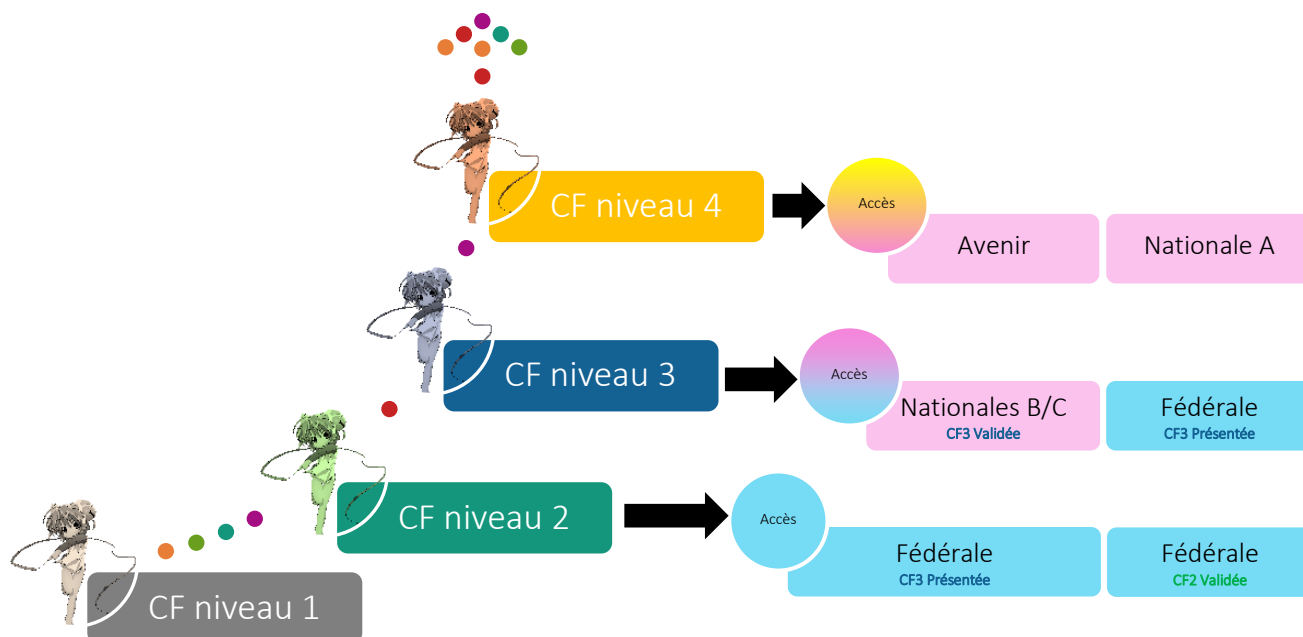 CF niveau 4
Accès
Avenir
Nationale A
CF niveau 3
Accès
Nationales B/C
CF3 Validée
Fédérale
CF3 Présentée
CF niveau 2
Accès
Fédérale
CF3 Présentée
Fédérale
CF2 Validée
CF niveau 1